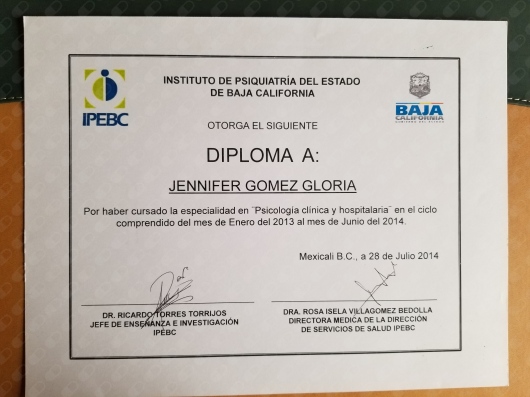 IPEBC
INSTITUTO DE PSIQUIATRÍA DEL ESTADO
DE BAJA CALIFORNIA
BAJA
CALIFORNIA
GOBIERNO DEL ESTADO
OTORGA EL SIGUIENTE
DIPLOMA A:
JENNIFER GOMEZ GLORIA
Por haber cursado la especialidad en ¨Psicología clínica y hospitalaria¨ en el ciclo
comprendido del mes de Enero del 2013 al mes de Junio del 2014.
Mexicali B.C., a 28 de Julio 2014
DR. RICARDO TORRES TORRIJOS
JEFE DE ENSEÑANZA E INVESTIGACIÓN
IPEBC
DRA. ROSA ISELA VILLAGOMEZ BEDOLLA
DIRECTORA MEDICA DE LA DIRECCIÓN
DE SERVICIOS DE SALUD IPEBC